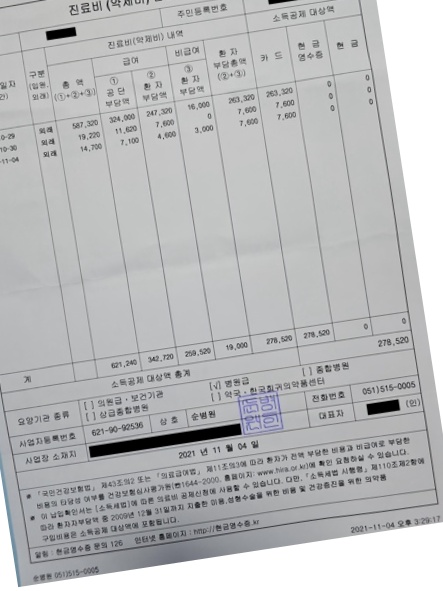 진료비 (약제비)
주민등록번호
소득공제 대상액
진료비(약제비) 내역
일자
구분
(입원,
외래)
총 액
(①+②+③)
급여
비급여
①
공 단
부담액
②
환 자
부담액
③
환 자
부담액
환 자
부담총액
(②+③)
카 드
현 금
영수증
현 금
0-29 외래 587,320 324,000 247,320 16,000 263,320 263,320 0 0
0-30 외래 19,220 11,620 7,600 0 7,600 7,600 0 0
-11-04 외래 14,700 7,100 4,600 3,000 7,600 7,600 0 0
계 621,240 342,720 259,520 19,000 278,520 278,520 0 0
소득공제 대상액 총계 278,520
요양기관 종류
[ ] 의원급·보건기관 [√] 병원급 [ ] 종합병원
[ ] 상급종합병원 [ ] 약국·한국희귀의약품센터
사업자등록번호 621-90-92536 상 호 순병원 전화번호 051)515-0005
사업장 소재지 대표자 (인)
2021 년 11 월 04 일
※ 「국민건강보험법」 제43조의2 또는 「의료급여법」 제11조의3에 따라 환자가 전액 부담한 비용과 비급여로 부담한
비용의 타당성 여부를 건강보험심사평가원(☎1644-2000, 홈페이지: www.hira.or.kr)에 확인 요청하실 수 있습니다.
※ 이 납입확인서는 [소득세법]에 따른 의료비 공제신청에 사용할 수 있습니다. 다만, 「소득세법 시행령」 제110조제2항에
따라 환자자부담액 중 2009년 12월 31일까지 지출한 미용,성형수술을 위한 비용 및 건강증진을 위한 의약품
구입비용은 소득공제 대상에 포함됩니다.
알림 : 현금영수증 문의 126 인터넷 홈페이지 : http://현금영수증.kr
순병원 051)515-0005
2021-11-04 오후 3:29:17